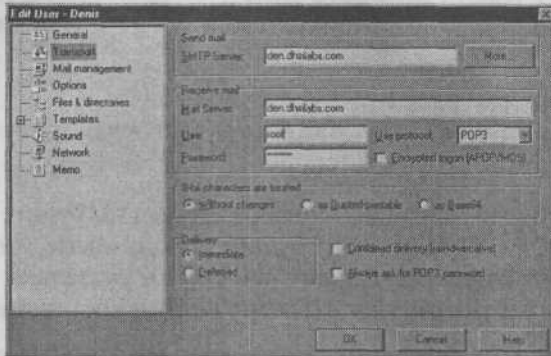 Edit User - Denis
General
Transport
Mail management
Options
Files & directories
Templates
Sound
Network
Memo
Send mail
SMTP Server:
den.dhsilabs.com
More...
Receive mail
Mail Server:
den.dhsilabs.com
User
root
Use protocol:
POP3
Password
*****
Encrypted logon (APOP/MD5)
8-bit characters are treated
without changes
as Quoted-printable
as Base64
Delivery
Immediate
Deferred
Combined delivery (send+receive)
Always ask for POP3 password
OK
Cancel
Help